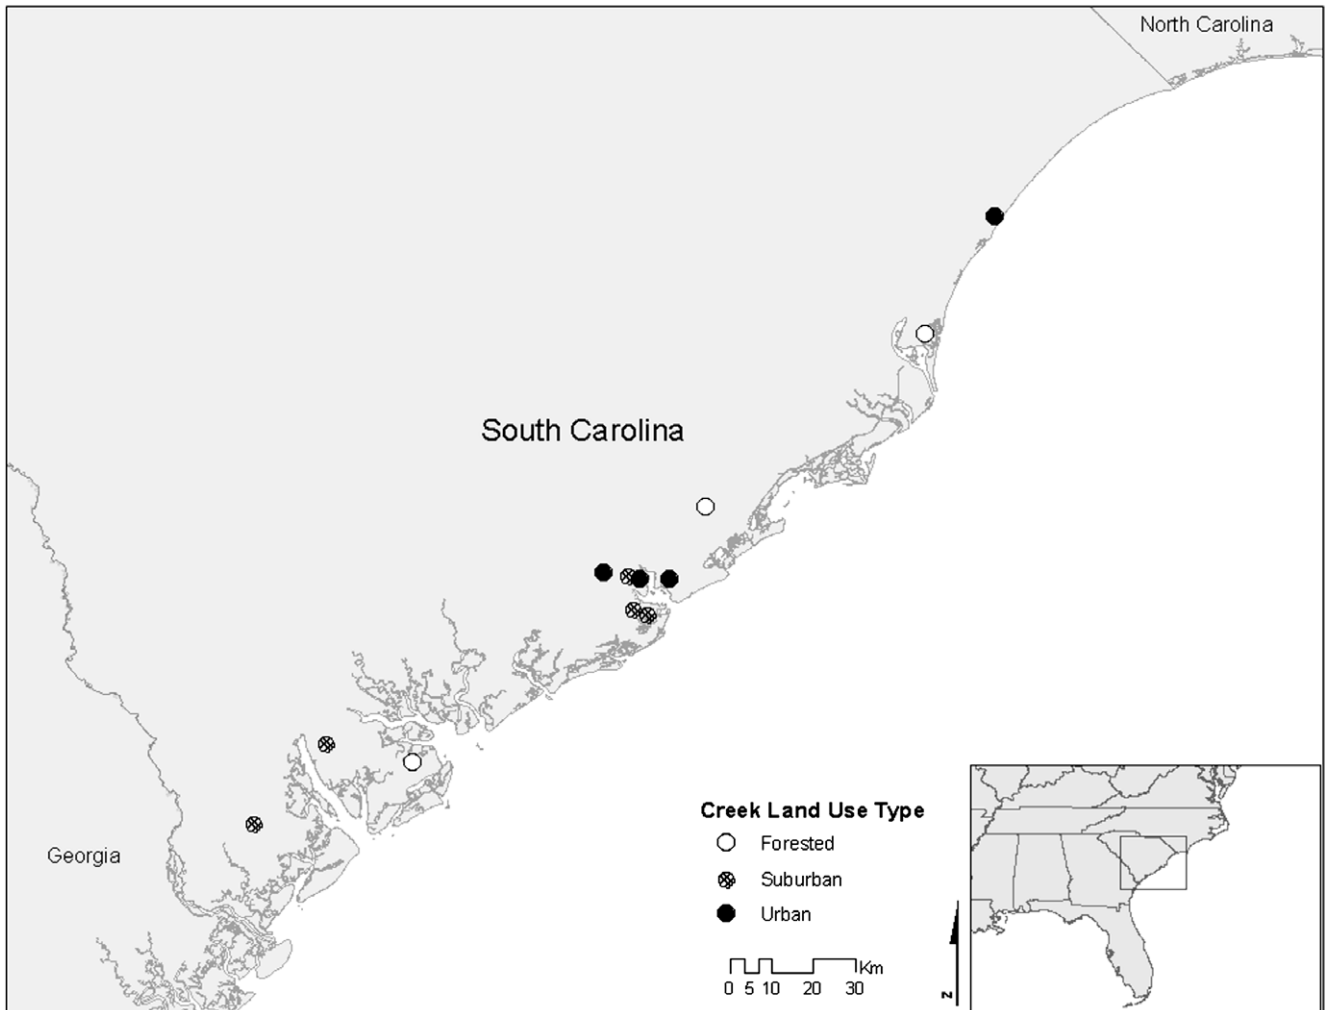 North Carolina
South Carolina
Georgia
Creek Land Use Type
Forested
Suburban
Urban
Km
0 5 10 20 30
N